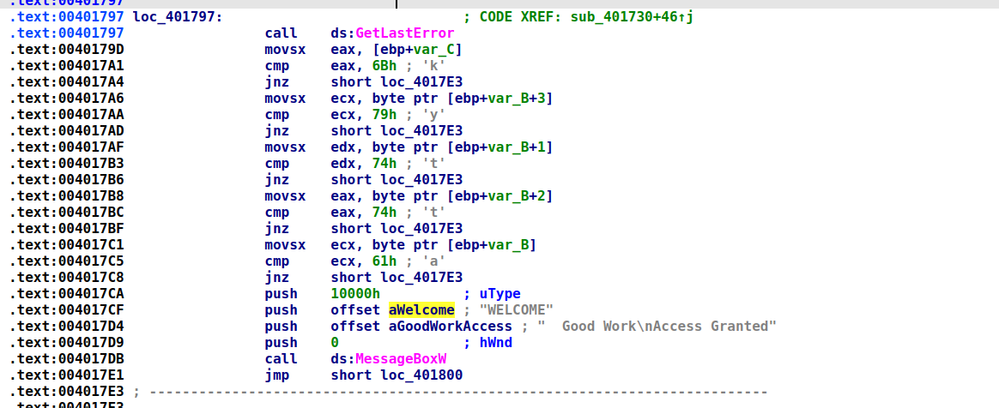 .text:00401797
.text:00401797 loc_401797: ; CODE XREF: sub_401730+46↑j
.text:00401797 call ds:GetLastError
.text:0040179D movsx eax, [ebp+var_C]
.text:004017A1 cmp eax, 6Bh ; 'k'
.text:004017A4 jnz short loc_4017E3
.text:004017A6 movsx ecx, byte ptr [ebp+var_B+3]
.text:004017AA cmp ecx, 79h ; 'y'
.text:004017AD jnz short loc_4017E3
.text:004017AF movsx edx, byte ptr [ebp+var_B+1]
.text:004017B3 cmp edx, 74h ; 't'
.text:004017B6 jnz short loc_4017E3
.text:004017B8 movsx eax, byte ptr [ebp+var_B+2]
.text:004017BC cmp eax, 74h ; 't'
.text:004017BF jnz short loc_4017E3
.text:004017C1 movsx ecx, byte ptr [ebp+var_B]
.text:004017C5 cmp ecx, 61h ; 'a'
.text:004017C8 jnz short loc_4017E3
.text:004017CA push 10000h ; uType
.text:004017CF push offset aWelcome ; "WELCOME"
.text:004017D4 push offset aGoodWorkAccess ; "  Good Work\nAccess Granted"
.text:004017D9 push 0 ; hWnd
.text:004017DB call ds:MessageBoxW
.text:004017E1 jmp short loc_401800
.text:004017E3 ; ---------------------------------------------------------------------------
.text:004017E3